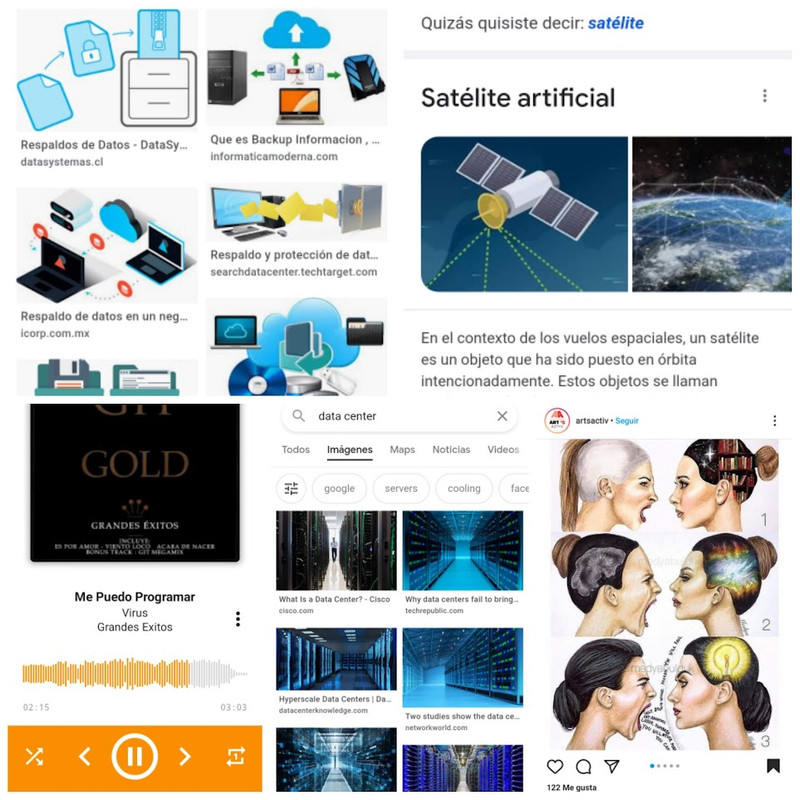 Respaldos de Datos - DataSy...
datasystemas.cl
Que es Backup Informacion , ...
informaticamoderna.com
Respaldo y protección de dat...
searchdatacenter.techtarget.com
Respaldo de datos en un neg...
icorp.com.mx
Quizás quisiste decir: satélite
Satélite artificial
En el contexto de los vuelos espaciales, un satélite
es un objeto que ha sido puesto en órbita
intencionadamente. Estos objetos se llaman
GIT
GOLD
GRANDES ÉXITOS
INCLUYE:
ES POR AMOR - VIENTO LOCO - ACABA DE NACER
BONUS TRACK : GIT MEGAMIX
Me Puedo Programar
Virus
Grandes Exitos
02:15
03:03
data center
Todos
Imágenes
Maps
Noticias
Videos
google
servers
cooling
face
What Is a Data Center? - Cisco
cisco.com
Why data centers fail to bring...
techrepublic.com
Hyperscale Data Centers | Da...
datacenterknowledge.com
Two studies show the data ce...
networkworld.com
ART'S
ACTIV
artsactiv • Seguir
1
2
3
122 Me gusta